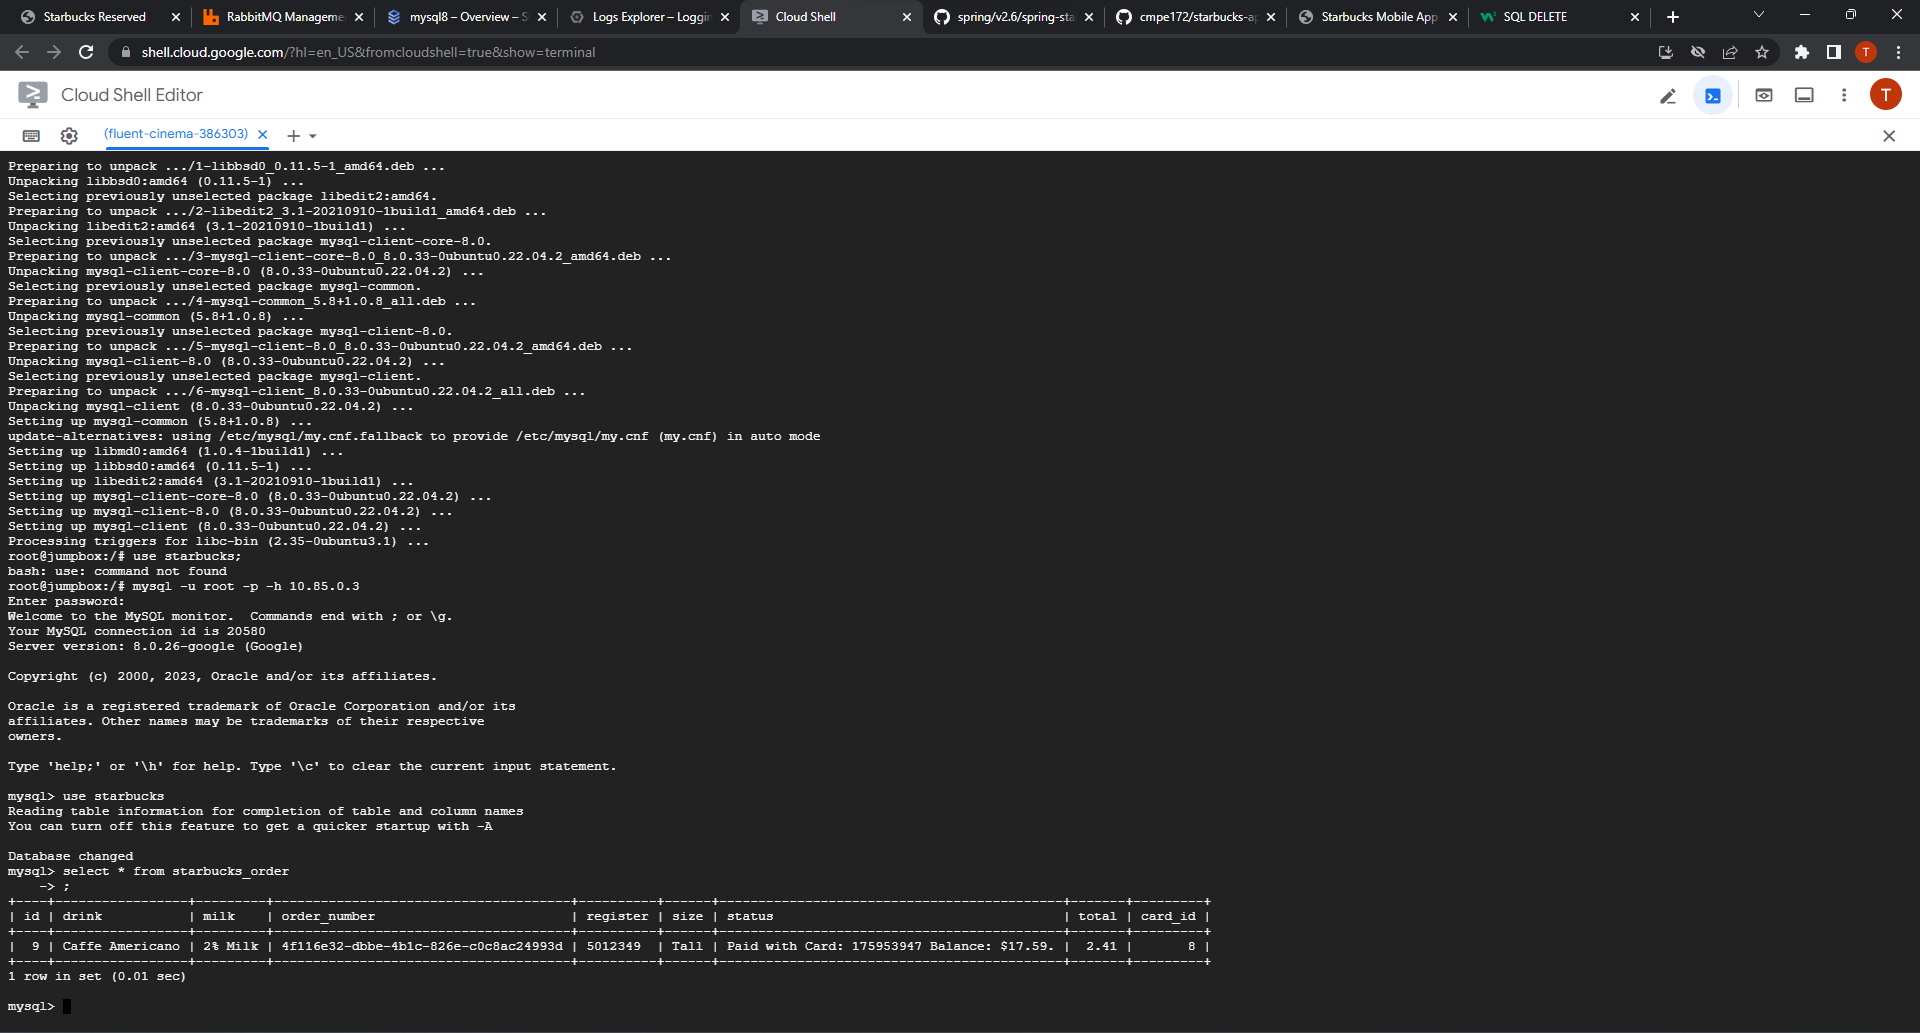 Starbucks Reserved
RabbitMQ Manageme
mysql8 – Overview – S
Logs Explorer – Loggin
Cloud Shell
spring/v2.6/spring-sta
cmpe172/starbucks-ap
Starbucks Mobile App
SQL DELETE
shell.cloud.google.com/?hl=en_US&fromcloudshell=true&show=terminal
T
Cloud Shell Editor
T
(fluent-cinema-386303)
Preparing to unpack .../1-libbsd0_0.11.5-1_amd64.deb ...
Unpacking libbsd0:amd64 (0.11.5-1) ...
Selecting previously unselected package libedit2:amd64.
Preparing to unpack .../2-libedit2_3.1-20210910-1build1_amd64.deb ...
Unpacking libedit2:amd64 (3.1-20210910-1build1) ...
Selecting previously unselected package mysql-client-core-8.0.
Preparing to unpack .../3-mysql-client-core-8.0_8.0.33-0ubuntu0.22.04.2_amd64.deb ...
Unpacking mysql-client-core-8.0 (8.0.33-0ubuntu0.22.04.2) ...
Selecting previously unselected package mysql-common.
Preparing to unpack .../4-mysql-common_5.8+1.0.8_all.deb ...
Unpacking mysql-common (5.8+1.0.8) ...
Selecting previously unselected package mysql-client-8.0.
Preparing to unpack .../5-mysql-client-8.0_8.0.33-0ubuntu0.22.04.2_amd64.deb ...
Unpacking mysql-client-8.0 (8.0.33-0ubuntu0.22.04.2) ...
Selecting previously unselected package mysql-client.
Preparing to unpack .../6-mysql-client_8.0.33-0ubuntu0.22.04.2_all.deb ...
Unpacking mysql-client (8.0.33-0ubuntu0.22.04.2) ...
Setting up mysql-common (5.8+1.0.8) ...
update-alternatives: using /etc/mysql/my.cnf.fallback to provide /etc/mysql/my.cnf (my.cnf) in auto mode
Setting up libmd0:amd64 (1.0.4-1build1) ...
Setting up libbsd0:amd64 (0.11.5-1) ...
Setting up libedit2:amd64 (3.1-20210910-1build1) ...
Setting up mysql-client-core-8.0 (8.0.33-0ubuntu0.22.04.2) ...
Setting up mysql-client-8.0 (8.0.33-0ubuntu0.22.04.2) ...
Setting up mysql-client (8.0.33-0ubuntu0.22.04.2) ...
Processing triggers for libc-bin (2.35-0ubuntu3.1) ...
root@jumpbox:/# use starbucks;
bash: use: command not found
root@jumpbox:/# mysql -u root -p -h 10.85.0.3
Enter password:
Welcome to the MySQL monitor.  Commands end with ; or \g.
Your MySQL connection id is 20580
Server version: 8.0.26-google (Google)
Copyright (c) 2000, 2023, Oracle and/or its affiliates.
Oracle is a registered trademark of Oracle Corporation and/or its
affiliates. Other names may be trademarks of their respective
owners.
Type 'help;' or '\h' for help. Type '\c' to clear the current input statement.
mysql> use starbucks
Reading table information for completion of table and column names
You can turn off this feature to get a quicker startup with -A
Database changed
mysql> select * from starbucks_order
    -> ;
| id | drink | milk | order_number | register | size | status | total | card_id |
| 9 | Caffe Americano | 2% Milk | 4f116e32-dbbe-4b1c-826e-c0c8ac24993d | 5012349 | Tall | Paid with Card: 175953947 Balance: $17.59. | 2.41 | 8 |
1 row in set (0.01 sec)
mysql>